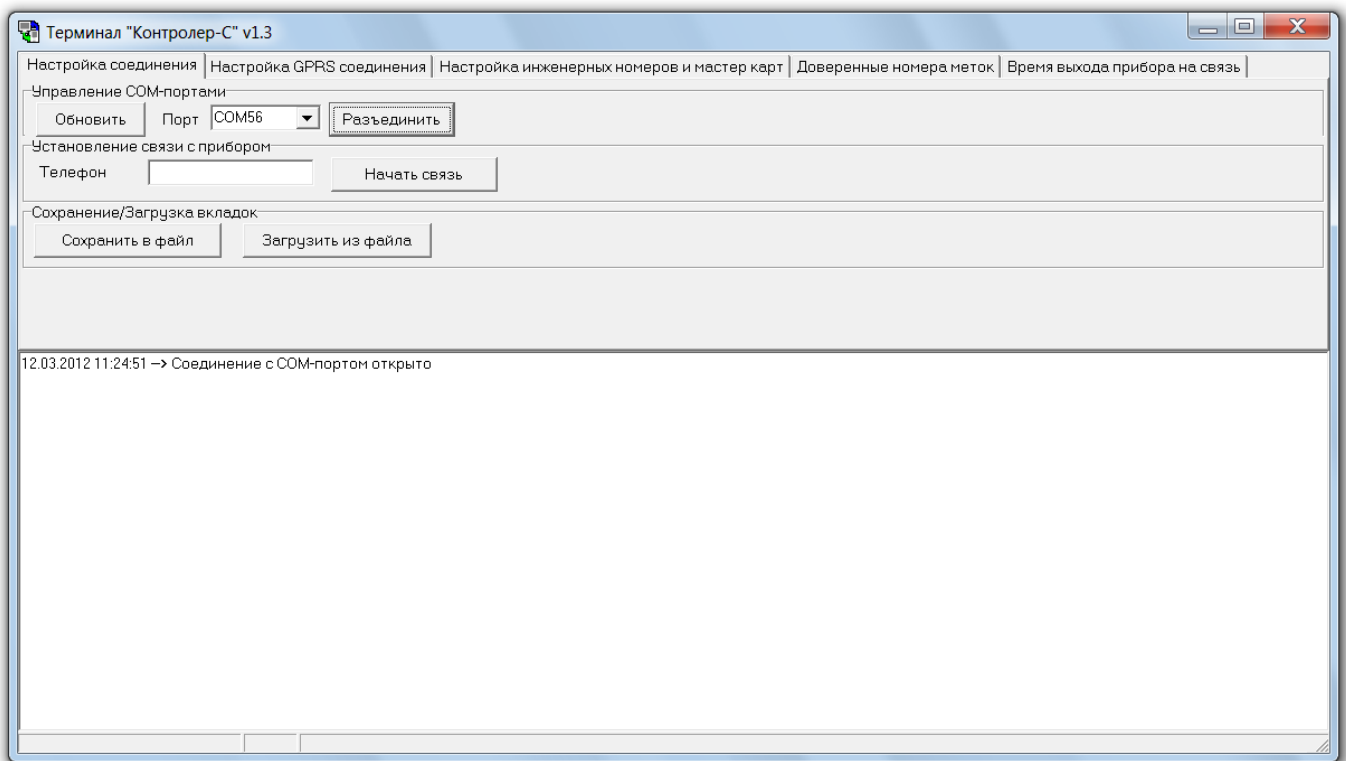 Терминал "Контролер-С" v1.3
Настройка соединения Настройка GPRS соединения Настройка инженерных номеров и мастер карт Доверенные номера меток Время выхода прибора на связь
Управление COM-портами
Обновить Порт COM56 Разъединить
Установление связи с прибором
Телефон Начать связь
Сохранение/Загрузка вкладок
Сохранить в файл Загрузить из файла
12.03.2012 11:24:51 --> Соединение с COM-портом открыто